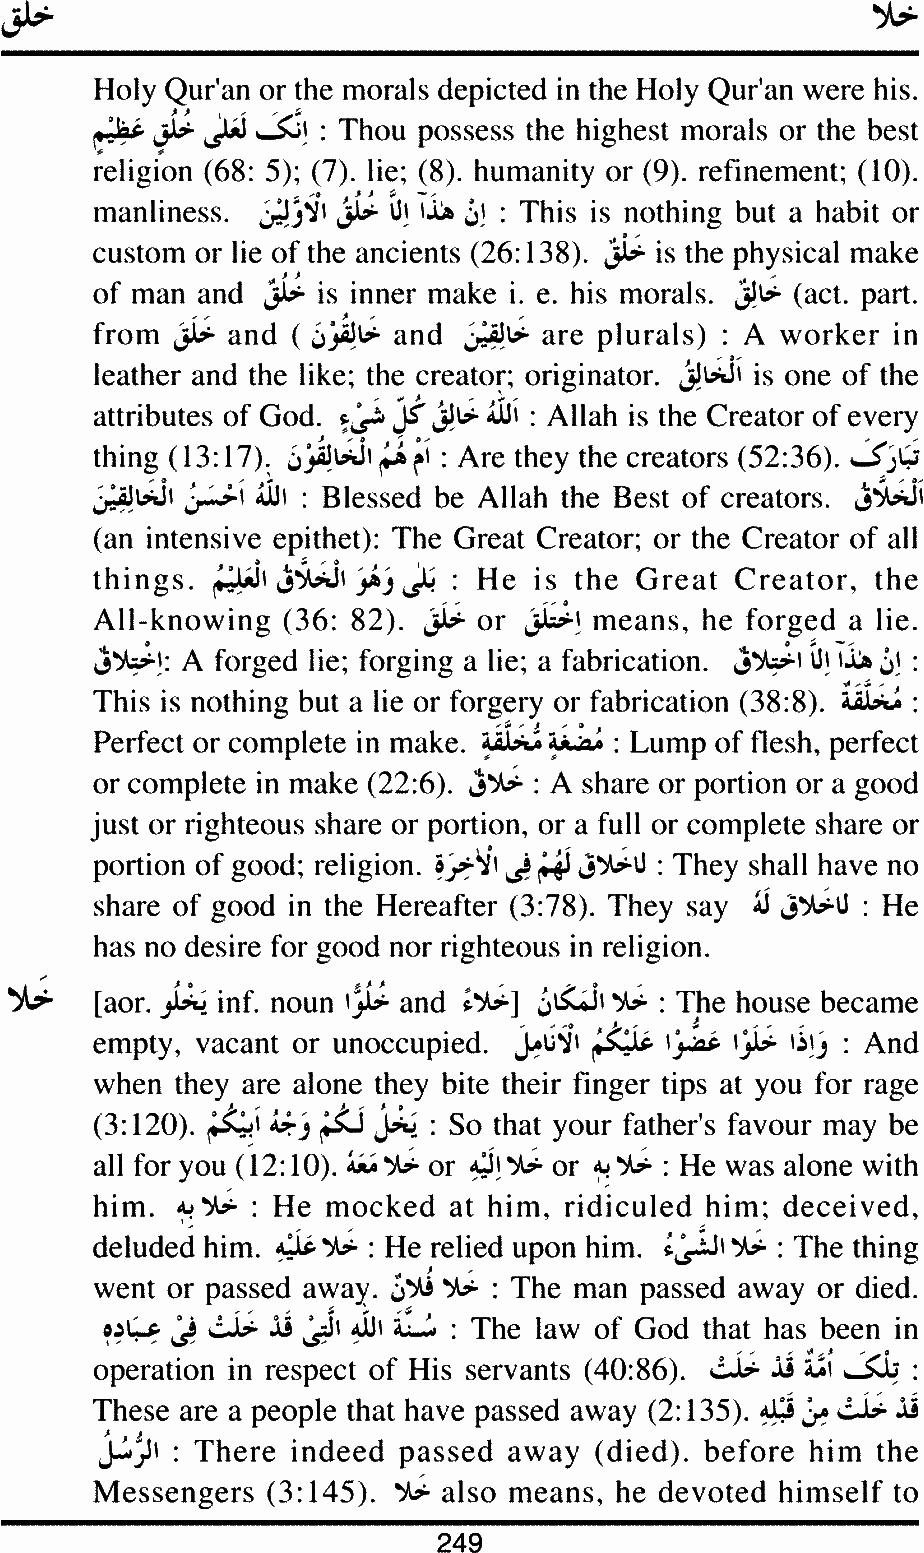 خلق خلا
Holy Qur'an or the morals depicted in the Holy Qur'an were his.
اِنَّکَ لَعَلٰی خُلُقٍ عَظِیْمٍ : Thou possess the highest morals or the best
religion (68: 5); (7). lie; (8). humanity or (9). refinement; (10).
manliness. اِنْ ھٰذَآ اِلَّا خُلُقُ الْاَوَّلِیْنَ : This is nothing but a habit or
custom or lie of the ancients (26:138). خَلْقٌ is the physical make
of man and خُلُقٌ is inner make i. e. his morals. خَالِقٌ (act. part.
from خَلَقَ and ( خَالِقُوْنَ and خَالِقِیْنَ are plurals) : A worker in
leather and the like; the creator; originator. اَلْخَالِقُ is one of the
attributes of God. اَللّٰہُ خَالِقُ کُلِّ شَیْءٍ : Allah is the Creator of every
thing (13:17). اَمْ ھُمُ الْخَالِقُوْنَ : Are they the creators (52:36). تَبَارَکَ
اللّٰہُ اَحْسَنُ الْخَالِقِیْنَ : Blessed be Allah the Best of creators. اَلْخَلَّاقُ
(an intensive epithet): The Great Creator; or the Creator of all
things. بَلٰی وَھُوَ الْخَلَّاقُ الْعَلِیْمُ : He is the Great Creator, the
All-knowing (36: 82). خَلَقَ or اِخْتَلَقَ means, he forged a lie.
اِخْتِلَاقٌ: A forged lie; forging a lie; a fabrication. اِنْ ھٰذَآ اِلَّا اخْتِلَاقٌ :
This is nothing but a lie or forgery or fabrication (38:8). مُخَلَّقَةٌ :
Perfect or complete in make. مُضْغَةٍ مُّخَلَّقَةٍ : Lump of flesh, perfect
or complete in make (22:6). خَلَاقٌ : A share or portion or a good
just or righteous share or portion, or a full or complete share or
portion of good; religion. لَاخَلَاقَ لَھُمْ فِی الْاٰخِرَةِ : They shall have no
share of good in the Hereafter (3:78). They say لَاخَلَاقَ لَہٗ : He
has no desire for good nor righteous in religion.
خَلَا [aor. یَخْلُو inf. noun خُلُوًّا and خَلَاءً] خَلَا الْمَکَانُ : The house became
empty, vacant or unoccupied. وَاِذَا خَلَوْا عَضُّوْا عَلَیْکُمُ الْاَنَامِلَ : And
when they are alone they bite their finger tips at you for rage
(3:120). یَخْلُ لَکُمْ وَجْهُ اَبِیْکُمْ : So that your father's favour may be
all for you (12:10). خَلَا مَعَہٗ or خَلَا اِلَیْہِ or خَلَا بِہٖ : He was alone with
him. خَلَا بِہٖ : He mocked at him, ridiculed him; deceived,
deluded him. خَلَا عَلَیْہِ : He relied upon him. خَلَا الشَّیْءُ : The thing
went or passed away. خَلَا فُلَانٌ : The man passed away or died.
سُنَّةَ اللّٰہِ الَّتِیْ قَدْ خَلَتْ فِیْ عِبَادِہٖ : The law of God that has been in
operation in respect of His servants (40:86). تِلْکَ اُمَّةٌ قَدْ خَلَتْ :
These are a people that have passed away (2:135). قَدْ خَلَتْ مِنْ قَبْلِہِ
الرُّسُلُ : There indeed passed away (died). before him the
Messengers (3:145). خَلَا also means, he devoted himself to
249